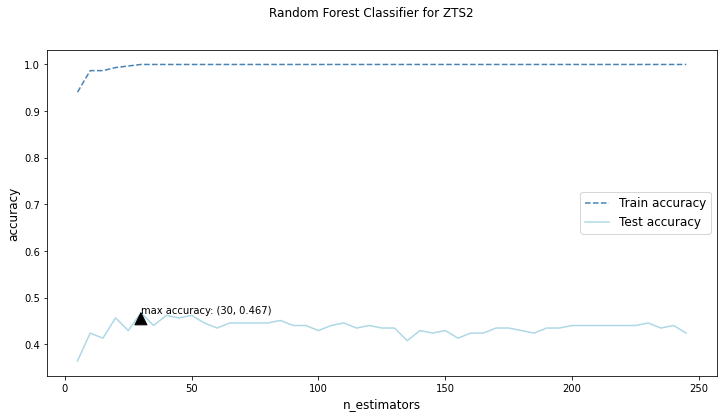 Random Forest Classifier for ZTS2
1.0
0.9
0.8
0.7
0.6
0.5
0.4
accuracy
Train accuracy
Test accuracy
max accuracy: (30, 0.467)
0
50
100
150
200
250
n_estimators